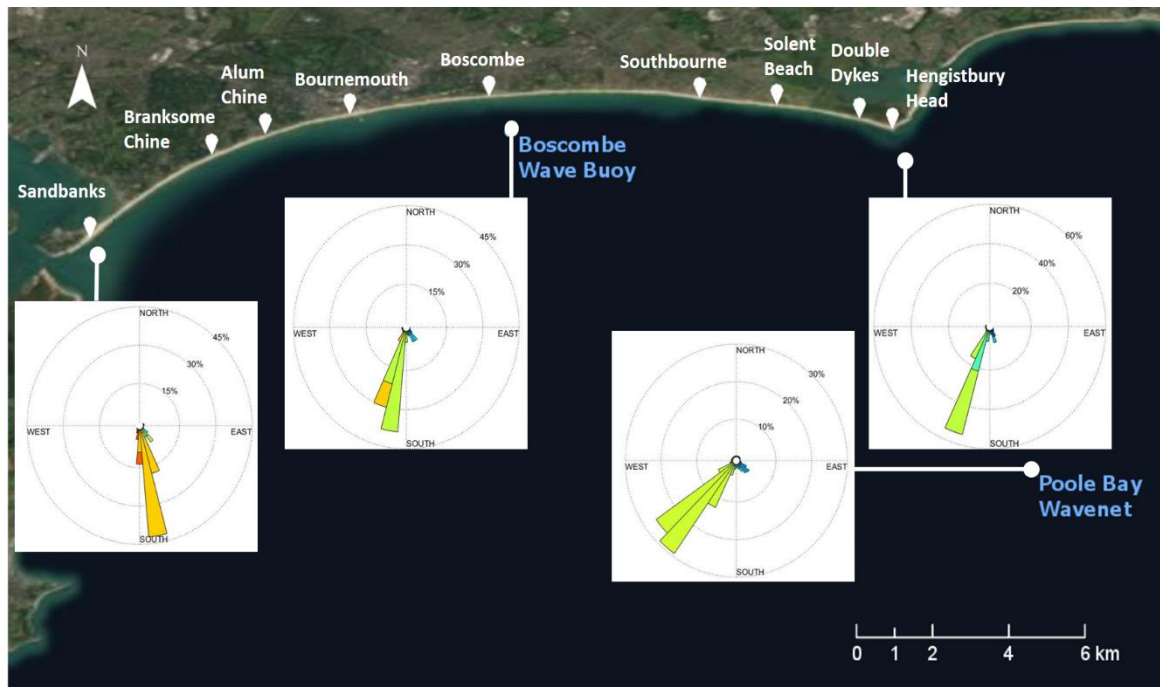 N
Sandbanks
Branksome
Chine
Alum
Chine
Bournemouth
Boscombe
Southbourne
Solent
Beach
Double
Dykes
Hengistbury
Head
Boscombe
Wave Buoy
NORTH
45%
30%
15%
WEST
EAST
SOUTH
NORTH
45%
30%
15%
WEST
EAST
SOUTH
NORTH
30%
20%
10%
WEST
EAST
SOUTH
NORTH
60%
40%
20%
WEST
EAST
SOUTH
Poole Bay
Wavenet
0 1 2 4 6 km